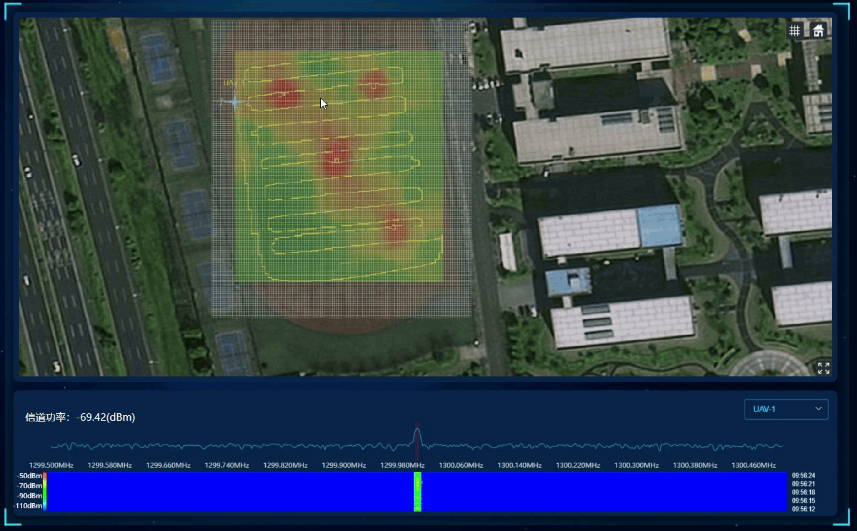 UAV-1
信道功率: -69.42(dBm)
UAV-1
1299.500MHz 1299.580MHz 1299.660MHz 1299.740MHz 1299.820MHz 1299.900MHz 1299.980MHz 1300.060MHz 1300.140MHz 1300.220MHz 1300.300MHz 1300.380MHz 1300.460MHz
-50dBm 09:56:24
-70dBm 09:56:21
-90dBm 09:56:18
-110dBm 09:56:15
09:56:12